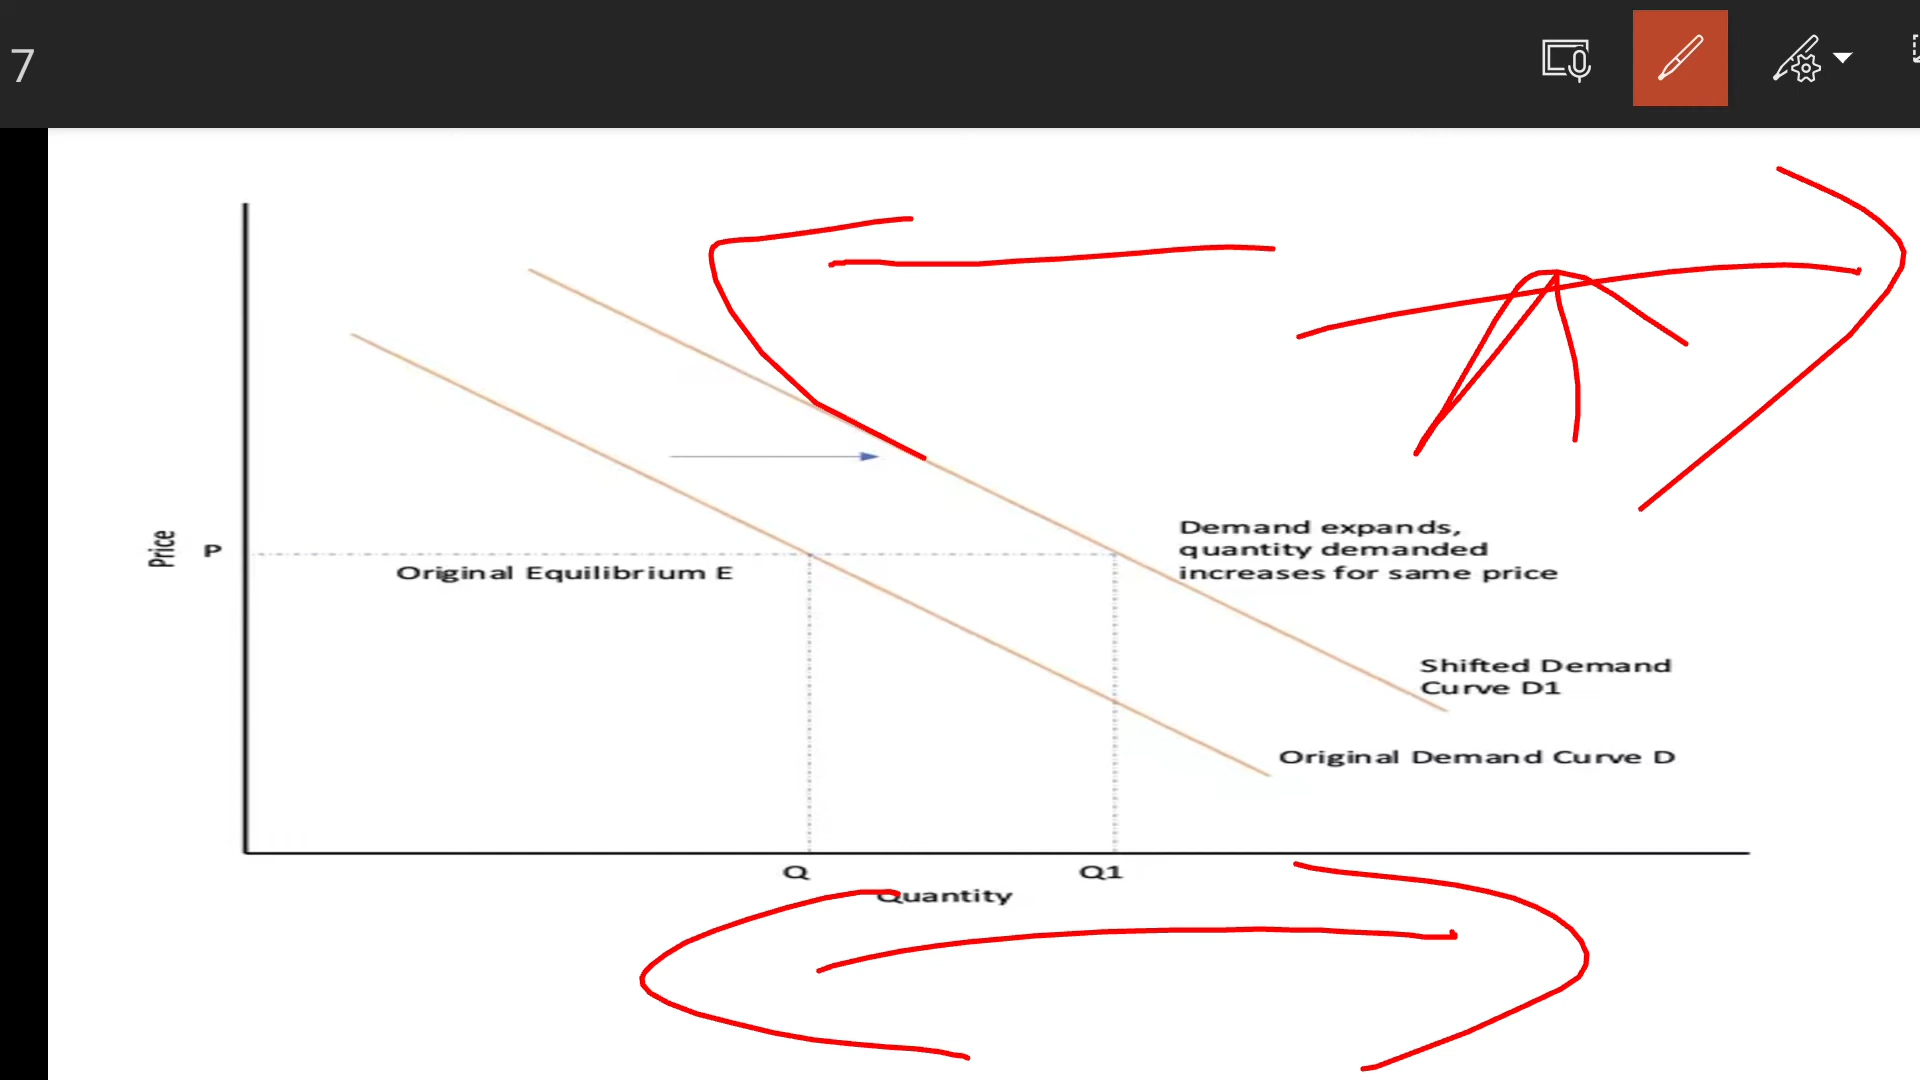 7
Price
P
Original Equilibrium E
Demand expands,
quantity demanded
increases for same price
Shifted Demand
Curve D1
Original Demand Curve D
Q
Q1
Quantity